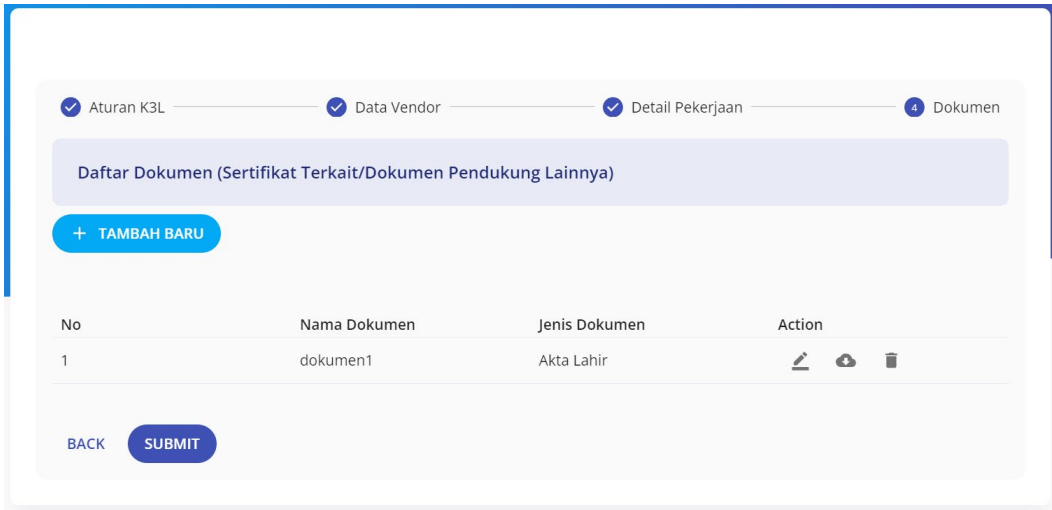 Aturan K3L Data Vendor Detail Pekerjaan 4 Dokumen
Daftar Dokumen (Sertifikat Terkait/Dokumen Pendukung Lainnya)
+ TAMBAH BARU
No Nama Dokumen Jenis Dokumen Action
1 dokumen1 Akta Lahir
BACK SUBMIT